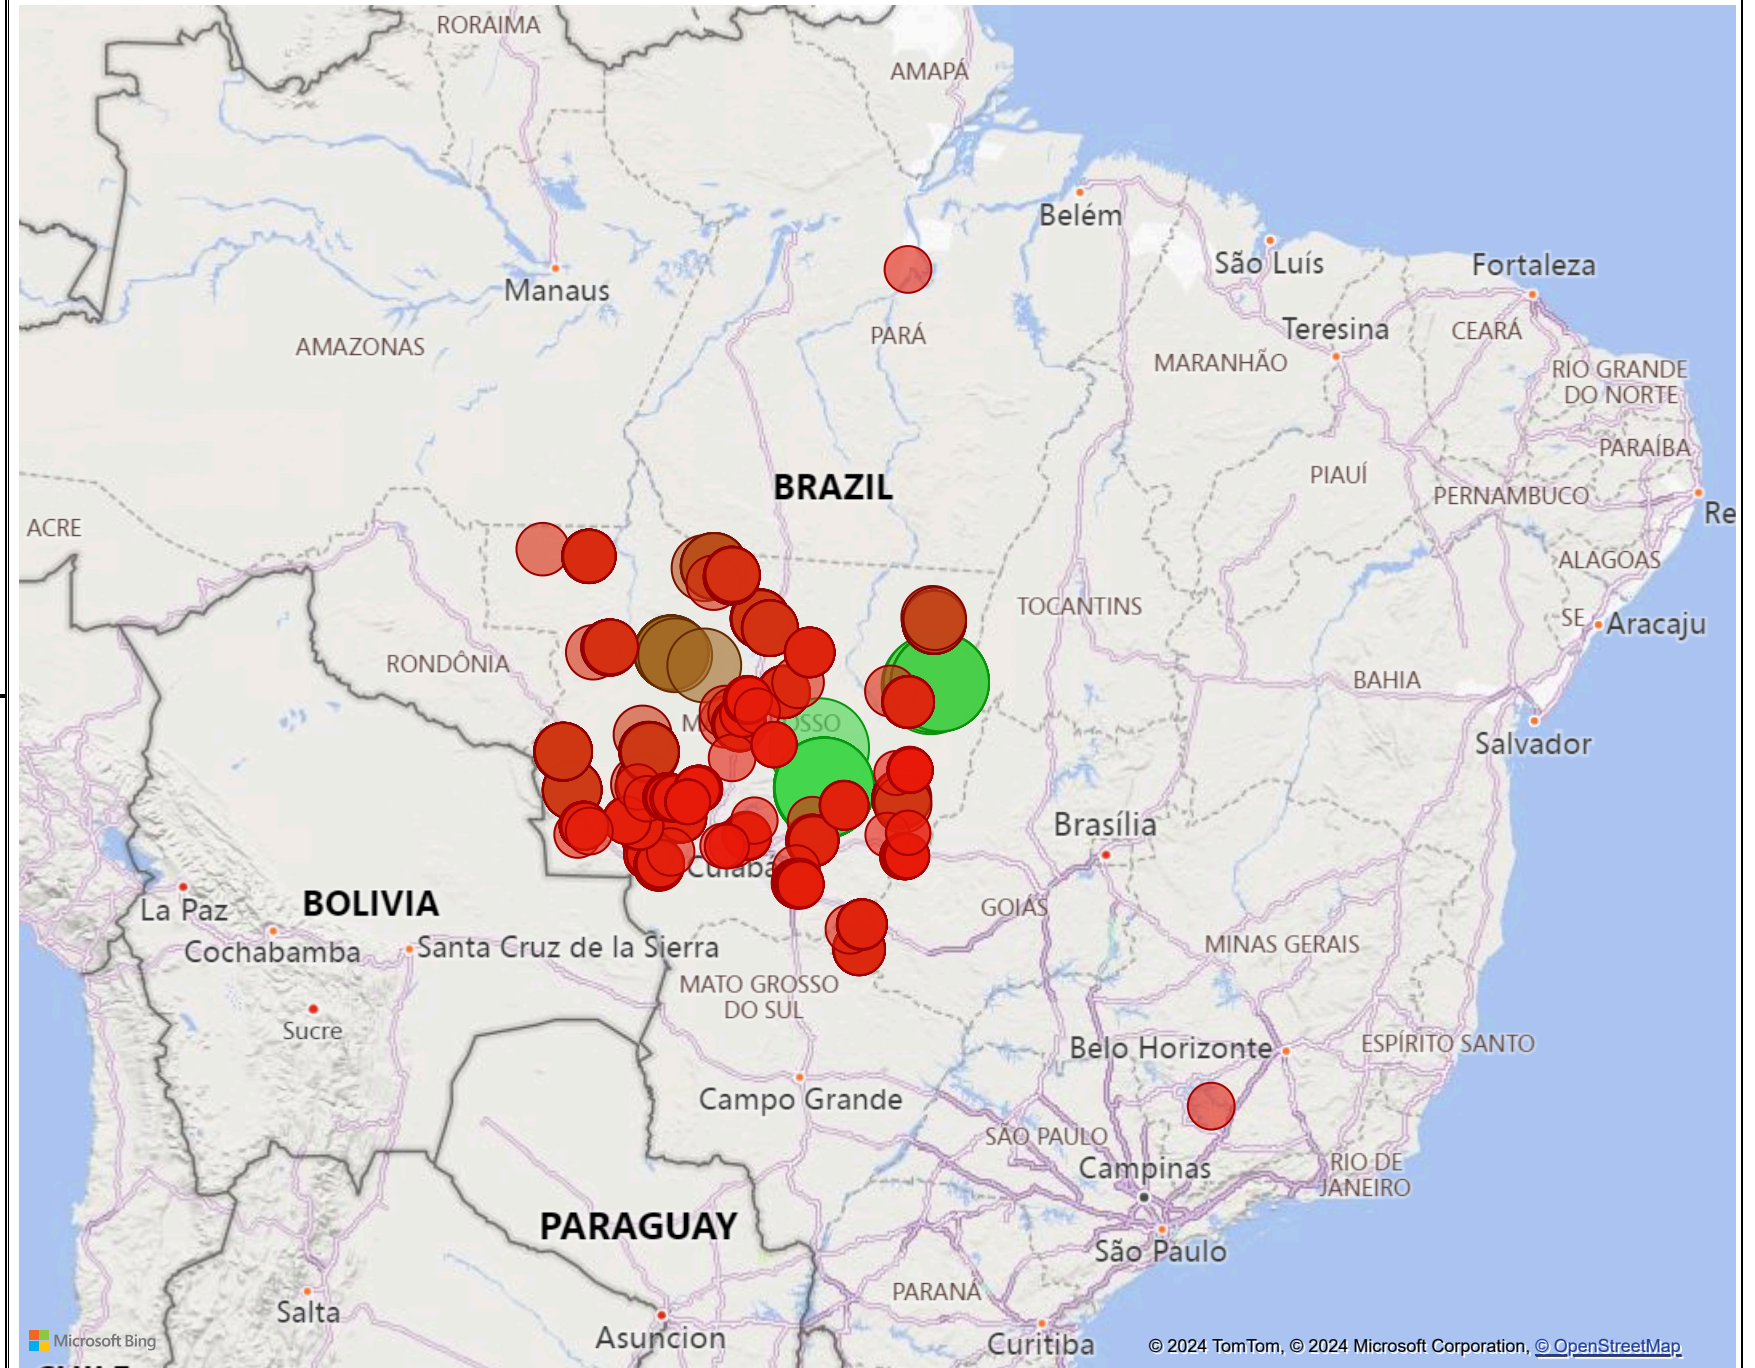 RORAIMA
AMAPÁ
Belém
São Luís
Fortaleza
Manaus
Teresina
CEARÁ
PARÁ
AMAZONAS
MARANHÃO
RIO GRANDE
DO NORTE
PARAÍBA
PIAUÍ
BRAZIL
PERNAMBUCO
Re
ACRE
ALAGOAS
TOCANTINS
SE
Aracaju
RONDÔNIA
BAHIA
M
OSSO
Salvador
Brasília
Cuiabá
BOLIVIA
La Paz
GOIÁS
Cochabamba
Santa Cruz de la Sierra
MINAS GERAIS
MATO GROSSO
DO SUL
Sucre
Belo Horizonte
ESPÍRITO SANTO
Campo Grande
SÃO PAULO
Campinas
RIO DE
JANEIRO
PARAGUAY
São Paulo
PARANÁ
Salta
Asuncion
Curitiba
Microsoft Bing
© 2024 TomTom, © 2024 Microsoft Corporation, © OpenStreetMap